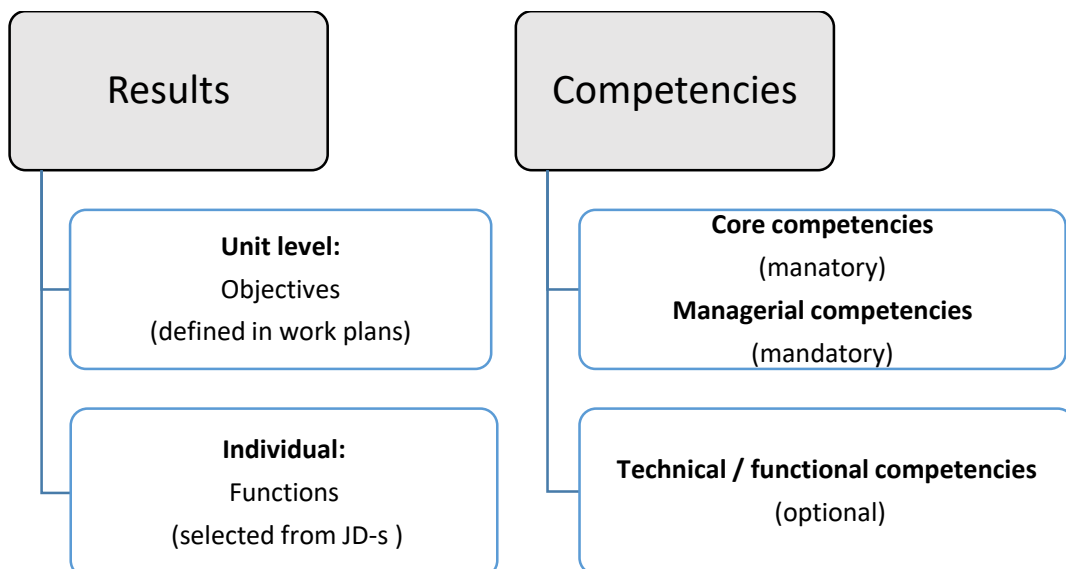 Results
Unit level:
Objectives
(defined in work plans)
Individual:
Functions
(selected from JD-s )
Competencies
Core competencies
(manatory)
Managerial competencies
(mandatory)
Technical / functional competencies
(optional)